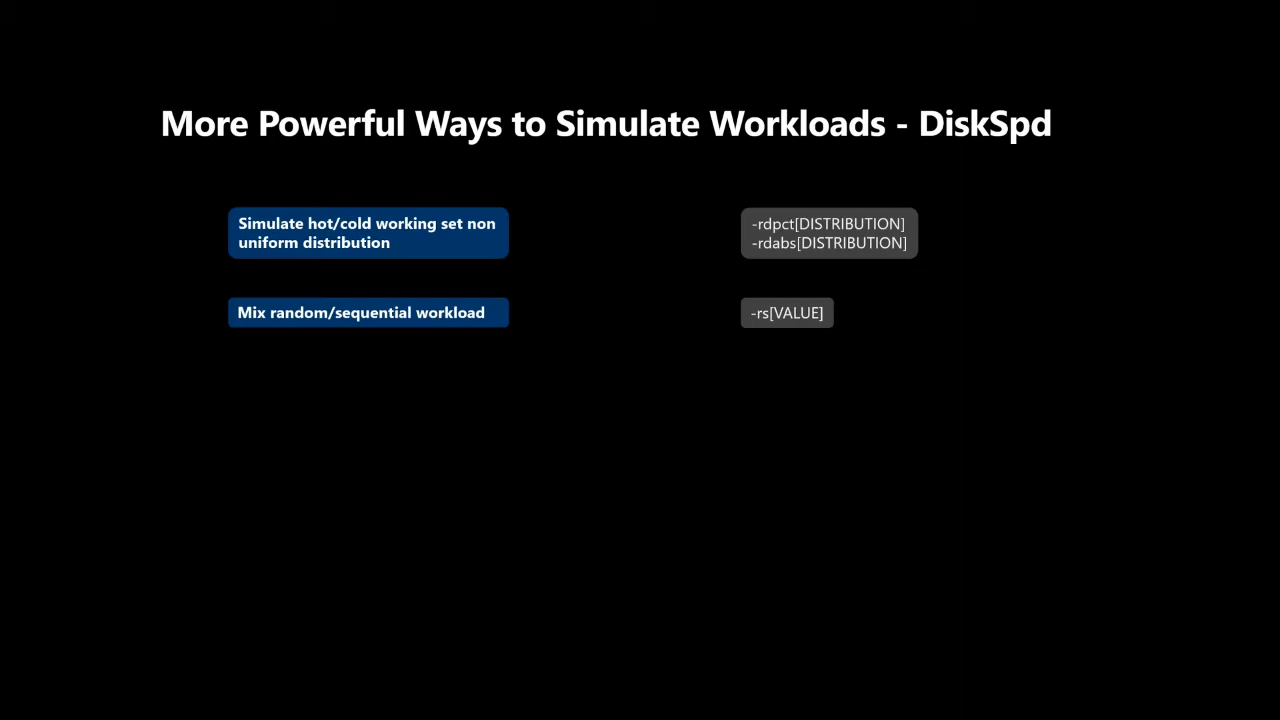 More Powerful Ways to Simulate Workloads - DiskSpd
Simulate hot/cold working set non
uniform distribution
-rdpct[DISTRIBUTION]
-rdabs[DISTRIBUTION]
Mix random/sequential workload
-rs[VALUE]